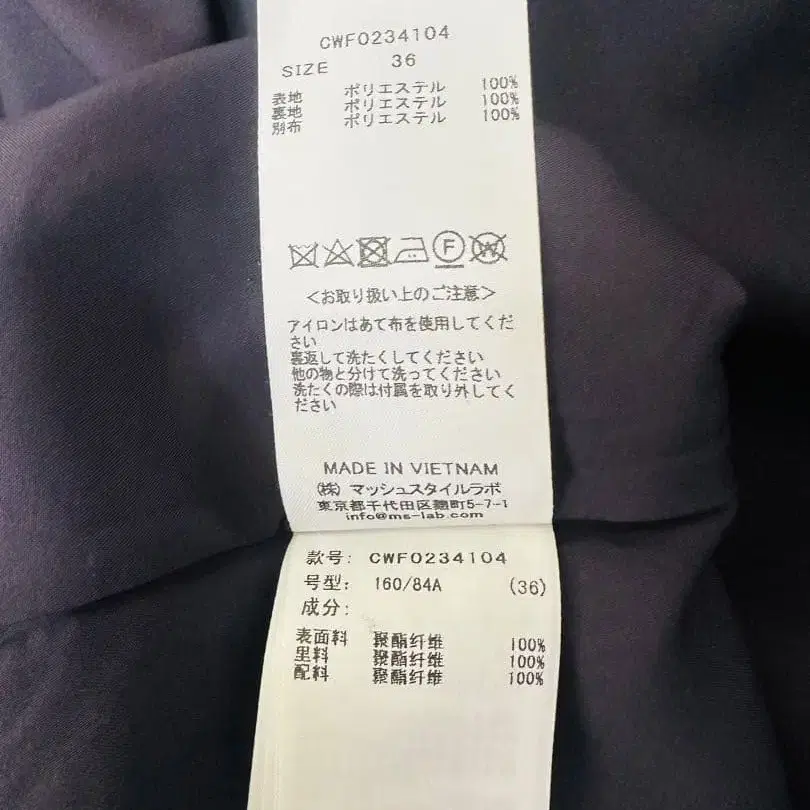 CWF0234104
SIZE 36
表地 ポリエステル 100%
裏地 ポリエステル 100%
別布 ポリエステル 100%
F W
<お取り扱い上のご注意>
アイロンはあて布を使用してくだ
さい
裏返して洗たくしてください
他の物と分けて洗ってください
洗たくの際は付属を取り外してく
ださい
MADE IN VIETNAM
(株) マッシュスタイルラボ
東京都千代田区麹町5-7-1
info@ms-lab.com
款号: CWF0234104
号型: 160/84A (36)
成分:
表面料 聚酯纤维 100%
里料 聚酯纤维 100%
配料 聚酯纤维 100%